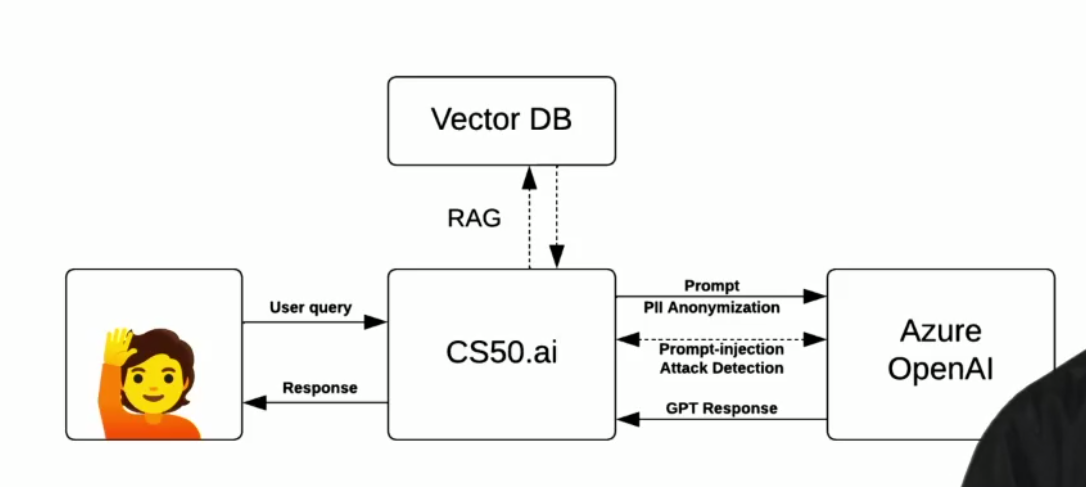 Vector DB
RAG
User query
Response
CS50.ai
Prompt
PII Anonymization
Prompt-injection
Attack Detection
GPT Response
Azure
OpenAI